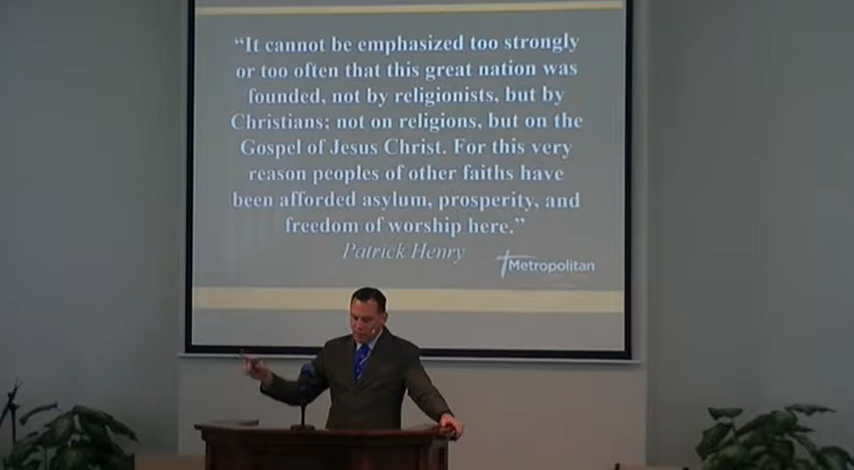 “It cannot be emphasized too strongly
or too often that this great nation was
founded, not by religionists, but by
Christians; not on religions, but on the
Gospel of Jesus Christ. For this very
reason peoples of other faiths have
been afforded asylum, prosperity, and
freedom of worship here.”
Patrick Henry
Metropolitan